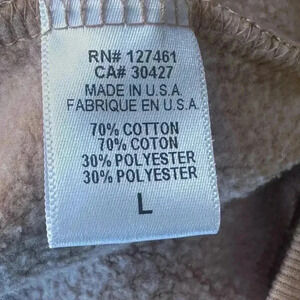 RN# 127461
CA# 30427
MADE IN U.S.A.
FABRIQUE EN U.S.A.
70% COTTON
70% COTON
30% POLYESTER
30% POLYESTER
L